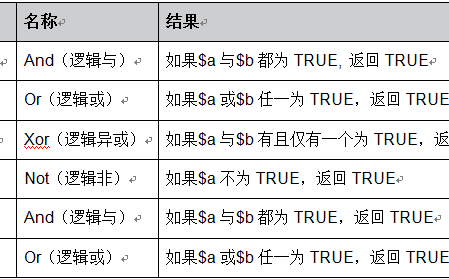 名称 结果
And（逻辑与） 如果$a 与$b 都为 TRUE, 返回 TRUE
Or（逻辑或） 如果$a 或$b 任一为 TRUE，返回 TRUE
Xor（逻辑异或） 如果$a 与$b 有且仅有一个为 TRUE，返
Not（逻辑非） 如果$a 不为 TRUE，返回 TRUE
And（逻辑与） 如果$a 与$b 都为 TRUE，返回 TRUE
Or（逻辑或） 如果$a 或$b 任一为 TRUE，返回 TRUE